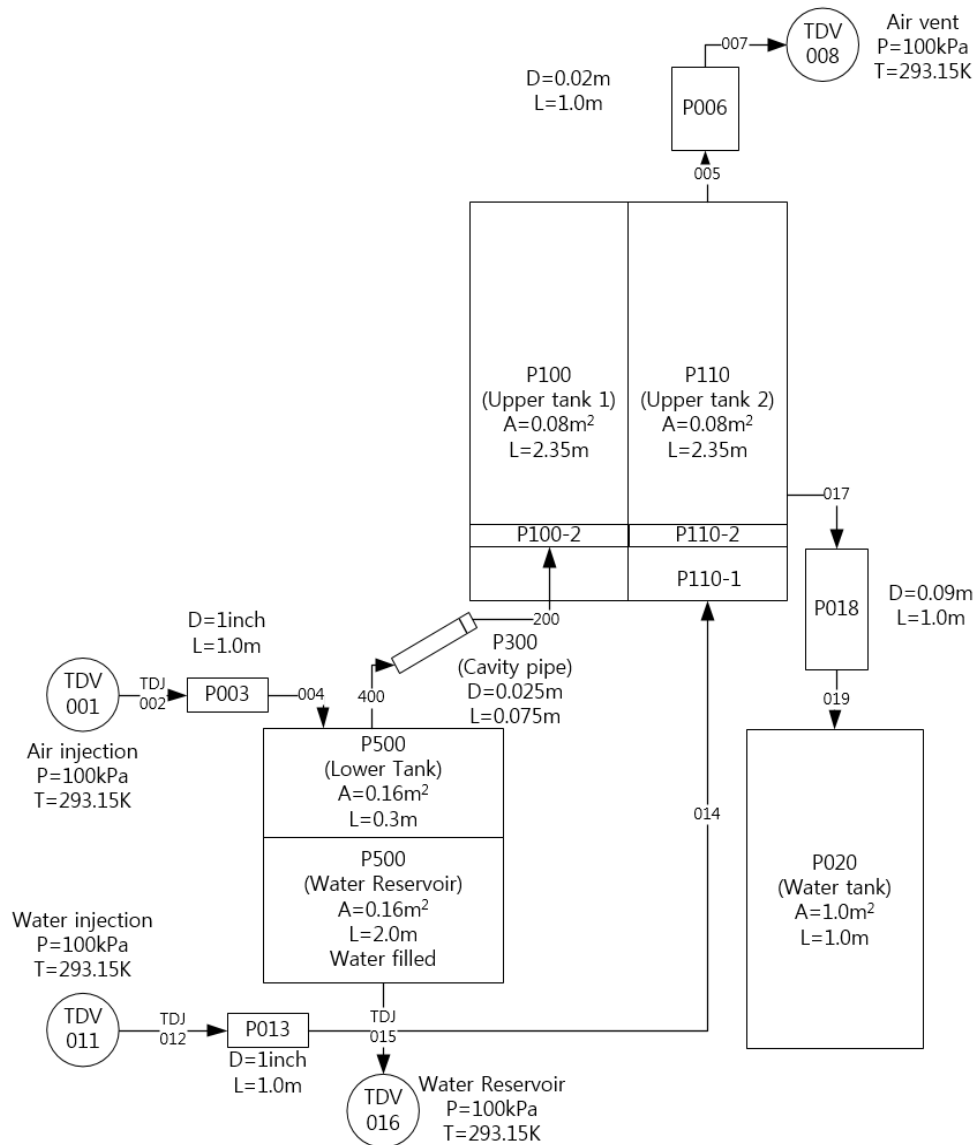 007
TDV
008
Air vent
P=100kPa
T=293.15K
D=0.02m
L=1.0m
P006
005
P100
(Upper tank 1)
A=0.08m²
L=2.35m
P110
(Upper tank 2)
A=0.08m²
L=2.35m
017
P100-2
P110-2
P110-1
P018
D=0.09m
L=1.0m
200
P300
(Cavity pipe)
D=0.025m
L=0.075m
D=1inch
L=1.0m
TDV
001
TDJ
002
P003
004
400
019
Air injection
P=100kPa
T=293.15K
P500
(Lower Tank)
A=0.16m²
L=0.3m
014
P500
(Water Reservoir)
A=0.16m²
L=2.0m
Water filled
P020
(Water tank)
A=1.0m²
L=1.0m
Water injection
P=100kPa
T=293.15K
TDV
011
TDJ
012
P013
D=1inch
L=1.0m
TDJ
015
TDV
016
Water Reservoir
P=100kPa
T=293.15K